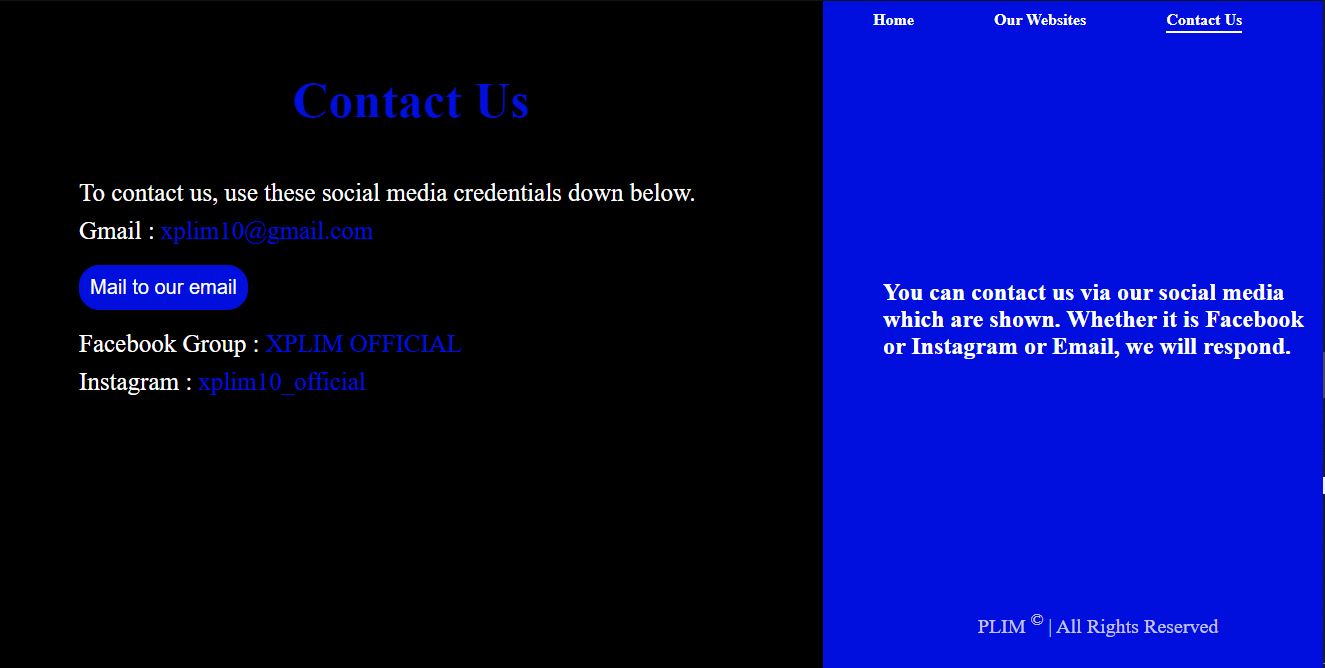 Home
Our Websites
Contact Us
Contact Us
To contact us, use these social media credentials down below.
Gmail : xplim10@gmail.com
Mail to our email
Facebook Group : XPLIM OFFICIAL
Instagram : xplim10_official
You can contact us via our social media
which are shown. Whether it is Facebook
or Instagram or Email, we will respond.
PLIM © | All Rights Reserved